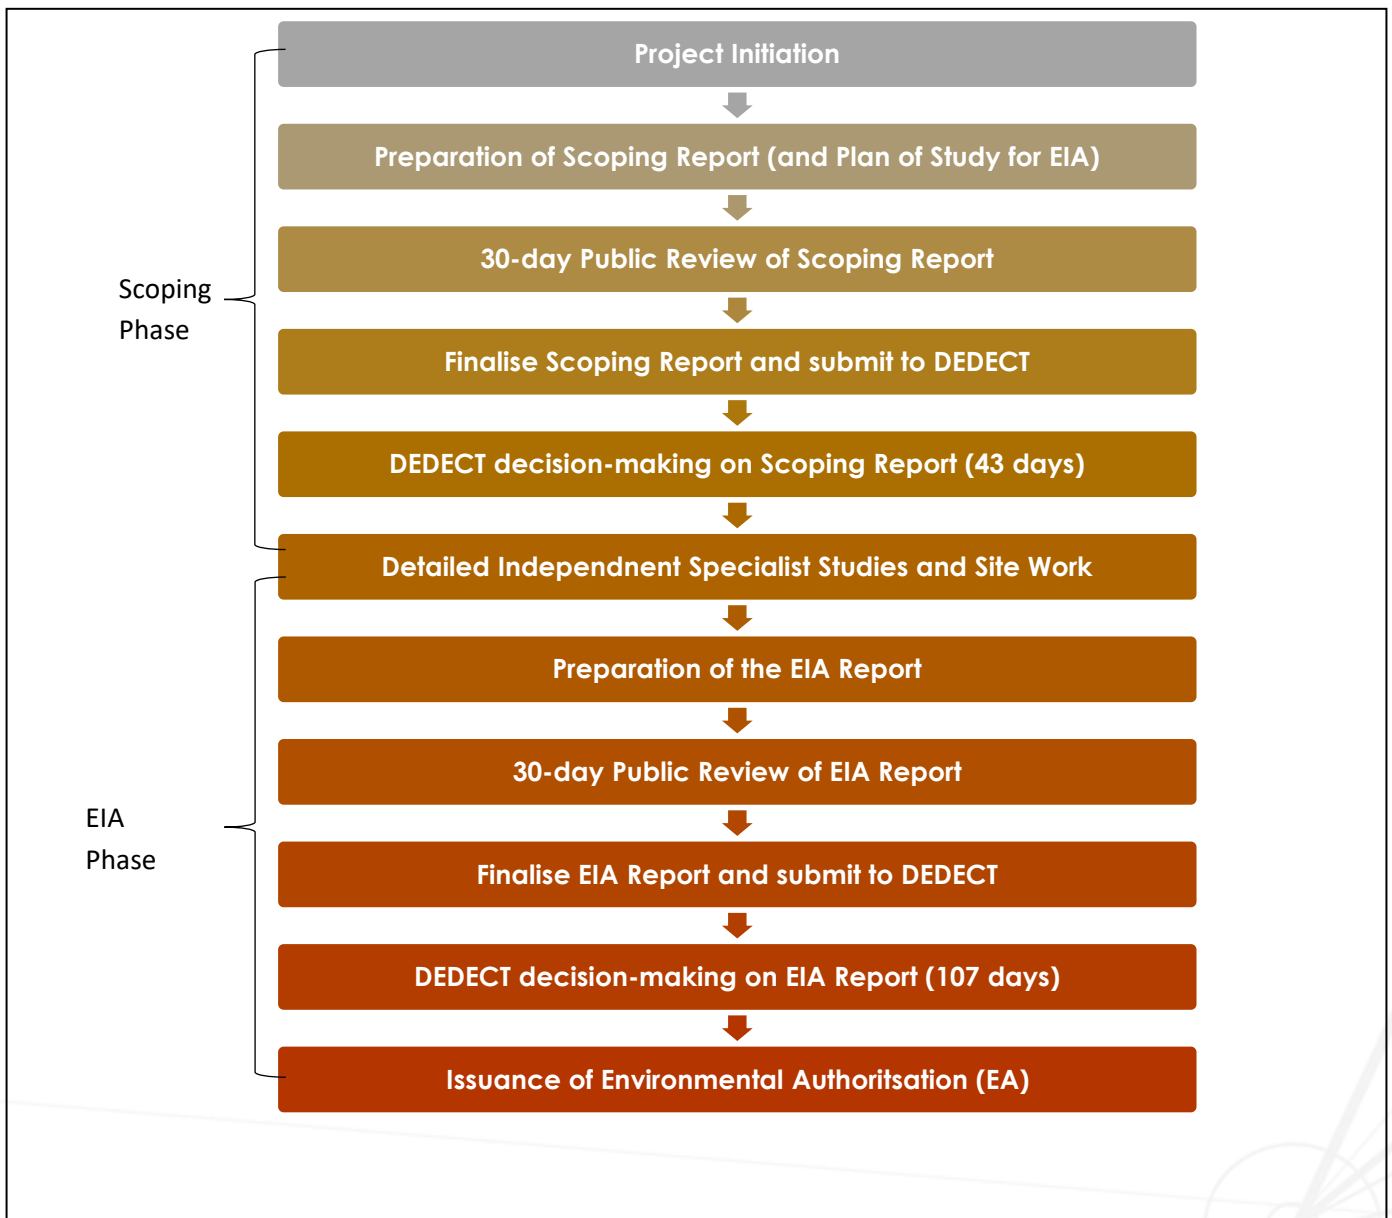 Project Initiation
Preparation of Scoping Report (and Plan of Study for EIA)
30-day Public Review of Scoping Report
Scoping
Phase
Finalise Scoping Report and submit to DEDECT
DEDECT decision-making on Scoping Report (43 days)
Detailed Independnent Specialist Studies and Site Work
Preparation of the EIA Report
30-day Public Review of EIA Report
EIA
Phase
Finalise EIA Report and submit to DEDECT
DEDECT decision-making on EIA Report (107 days)
Issuance of Environmental Authoritsation (EA)